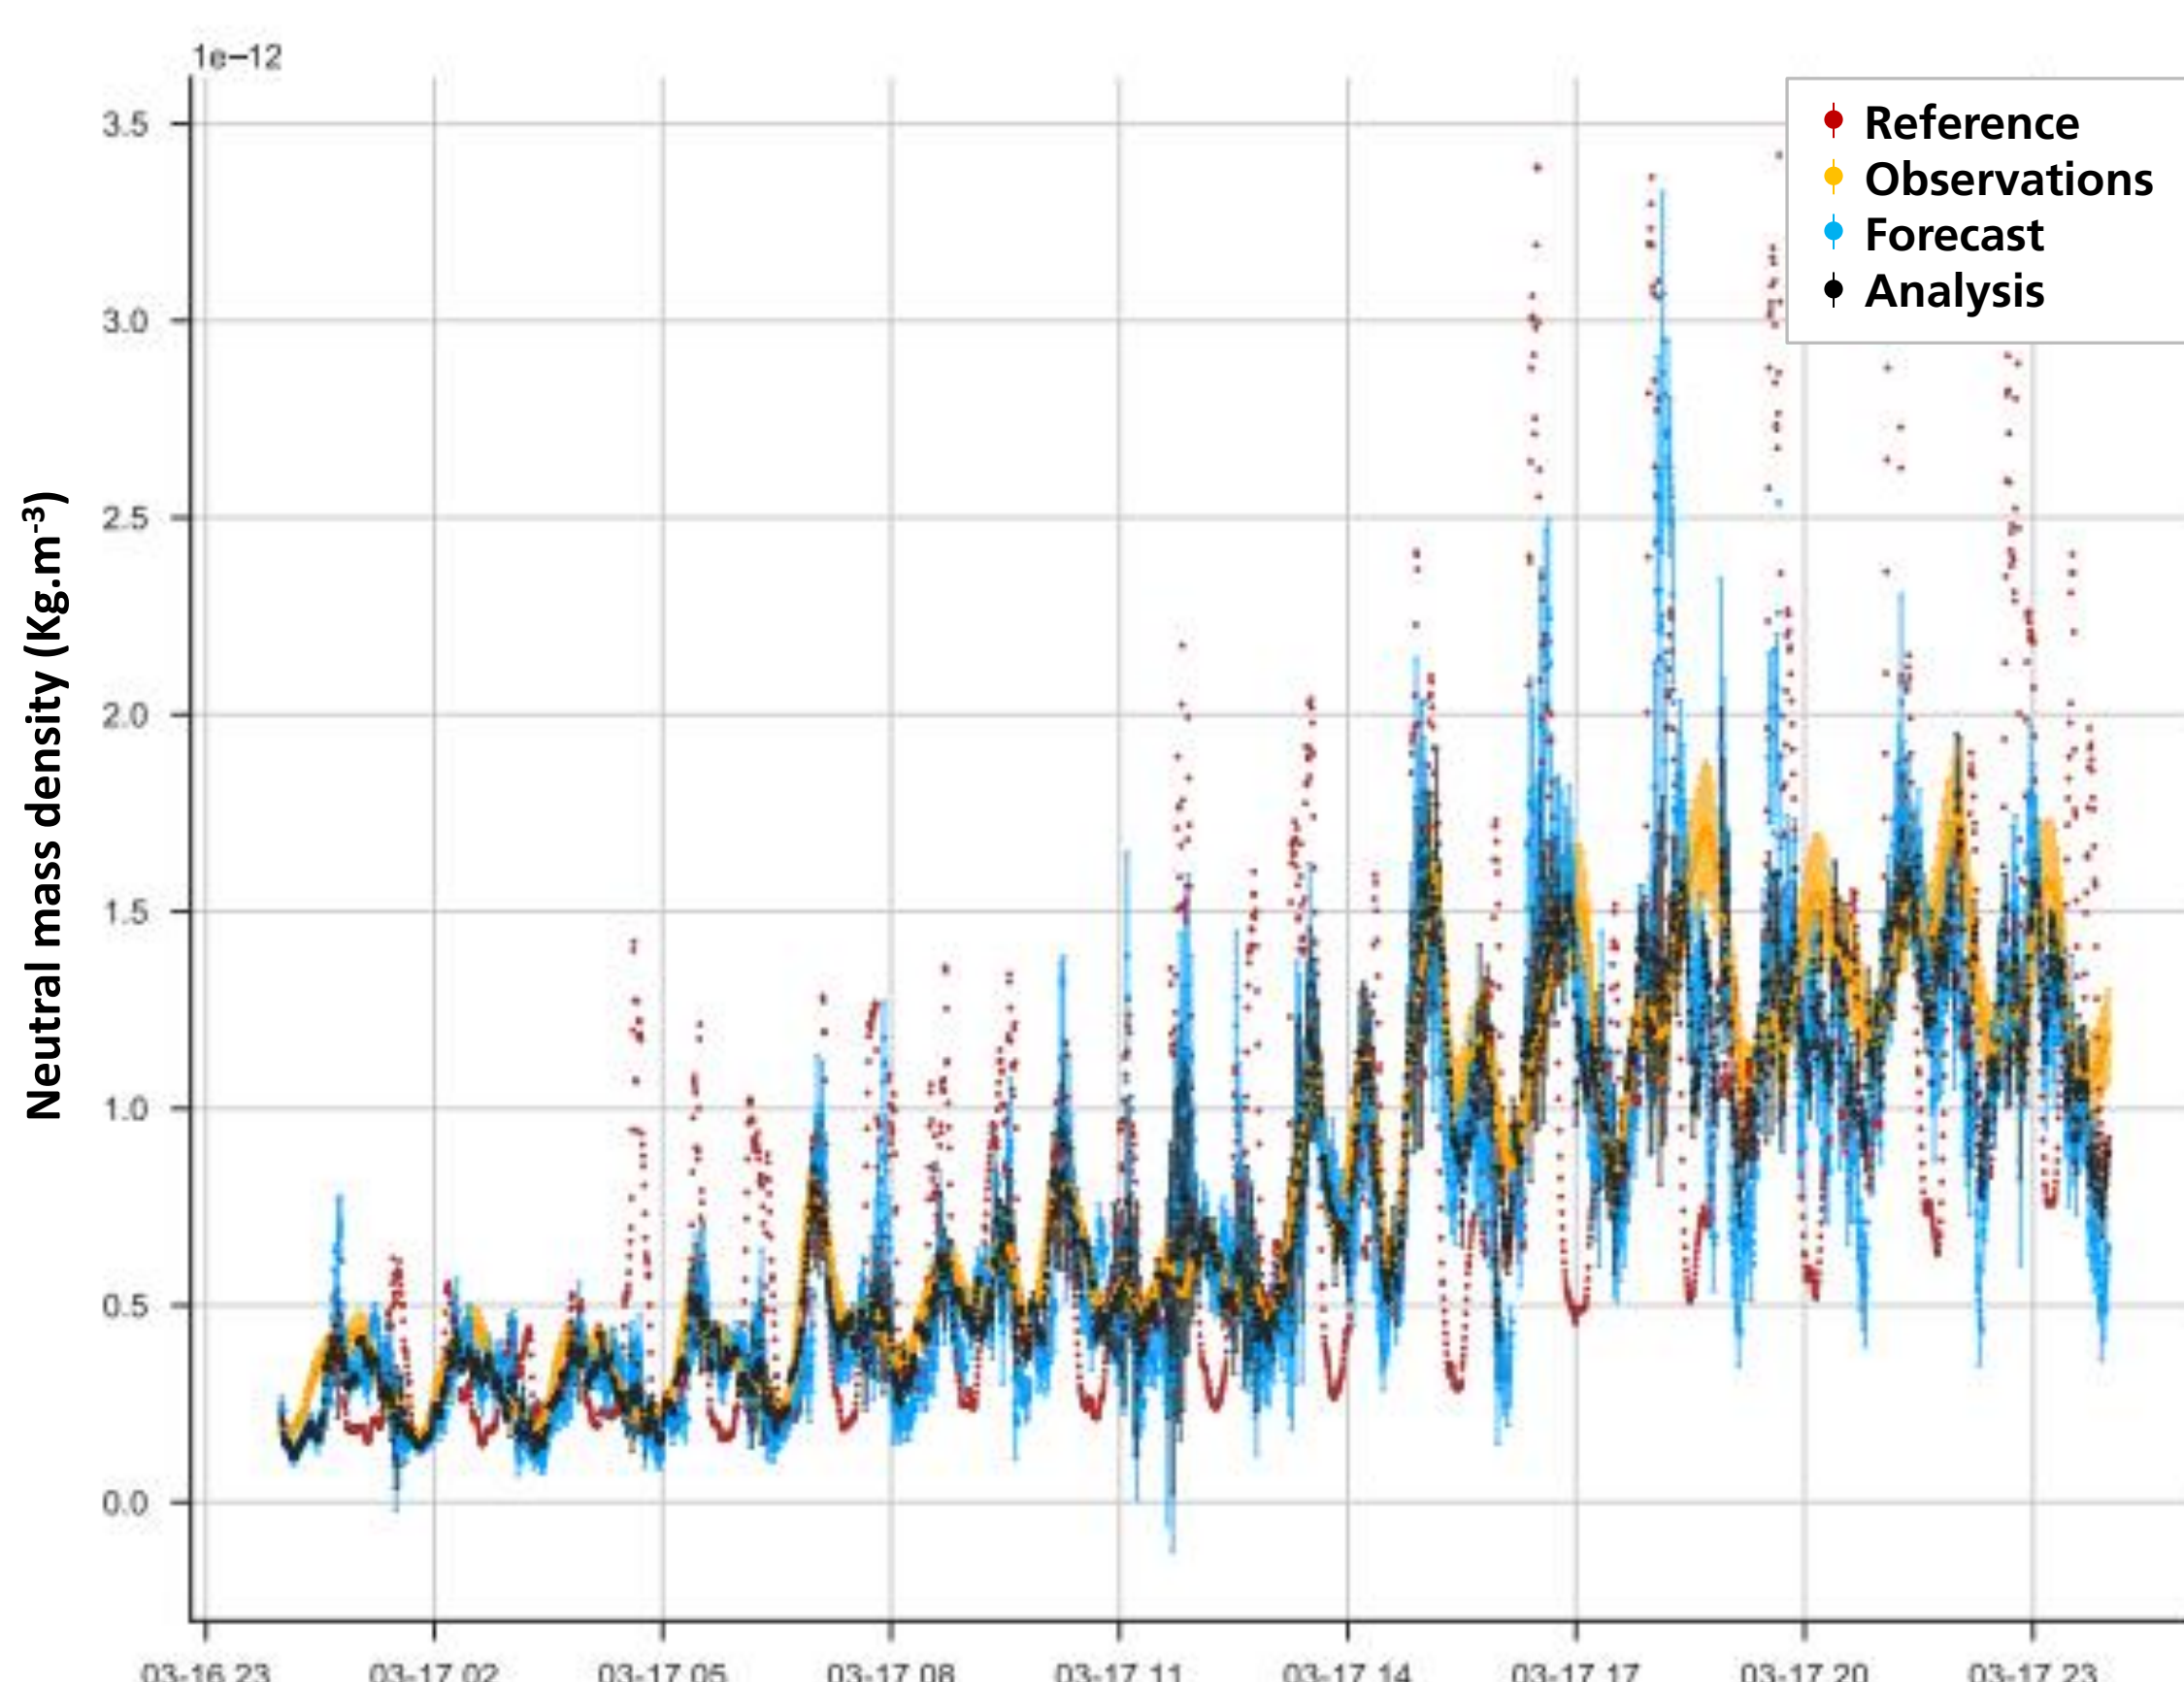 1e−12
3.5
3.0
2.5
2.0
1.5
1.0
0.5
0.0
Neutral mass density (Kg.m-3)
Reference
Observations
Forecast
Analysis
03-16 23
03-17 02
03-17 05
03-17 08
03-17 11
03-17 14
03-17 17
03-17 20
03-17 23